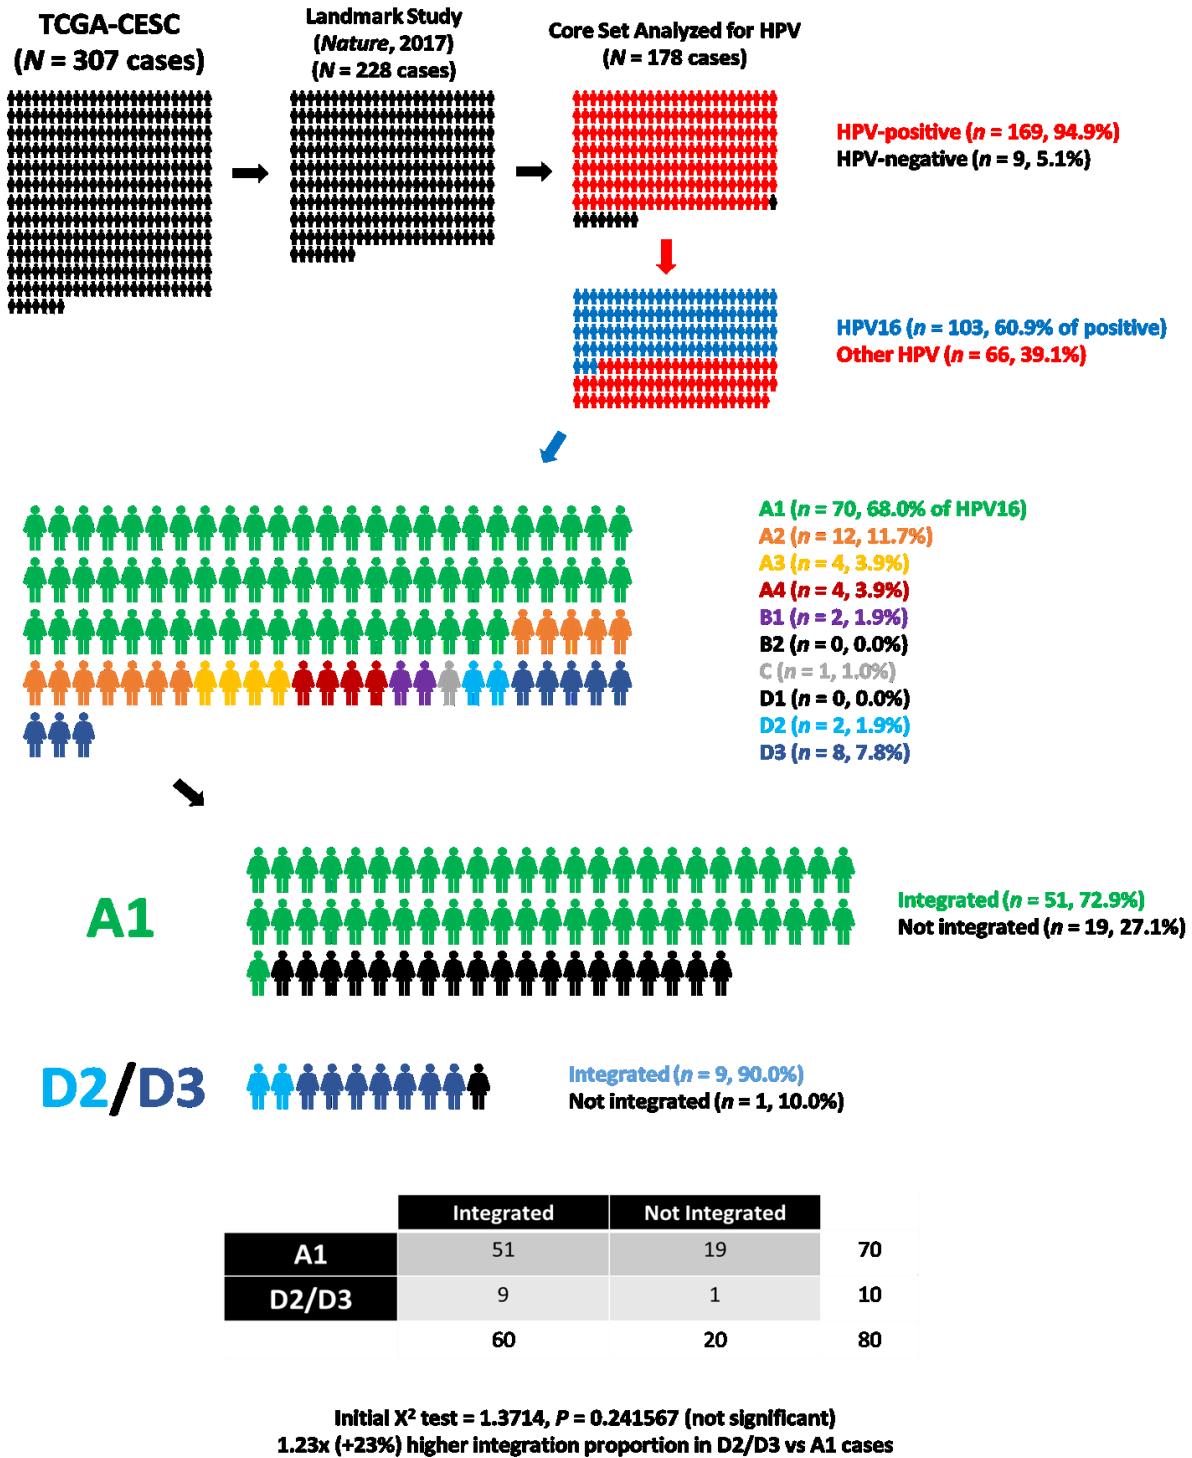 TCGA-CESC
(N = 307 cases)
Landmark Study
(Nature, 2017)
(N = 228 cases)
Core Set Analyzed for HPV
(N = 178 cases)
HPV-positive (n = 169, 94.9%)
HPV-negative (n = 9, 5.1%)
HPV16 (n = 103, 60.9% of positive)
Other HPV (n = 66, 39.1%)
A1 (n = 70, 68.0% of HPV16)
A2 (n = 12, 11.7%)
A3 (n = 4, 3.9%)
A4 (n = 4, 3.9%)
B1 (n = 2, 1.9%)
B2 (n = 0, 0.0%)
C (n = 1, 1.0%)
D1 (n = 0, 0.0%)
D2 (n = 2, 1.9%)
D3 (n = 8, 7.8%)
A1
Integrated (n = 51, 72.9%)
Not integrated (n = 19, 27.1%)
D2/D3
Integrated (n = 9, 90.0%)
Not integrated (n = 1, 10.0%)
Integrated Not Integrated
A1 51 19 70
D2/D3 9 1 10
60 20 80
Initial X² test = 1.3714, P = 0.241567 (not significant)
1.23x (+23%) higher integration proportion in D2/D3 vs A1 cases